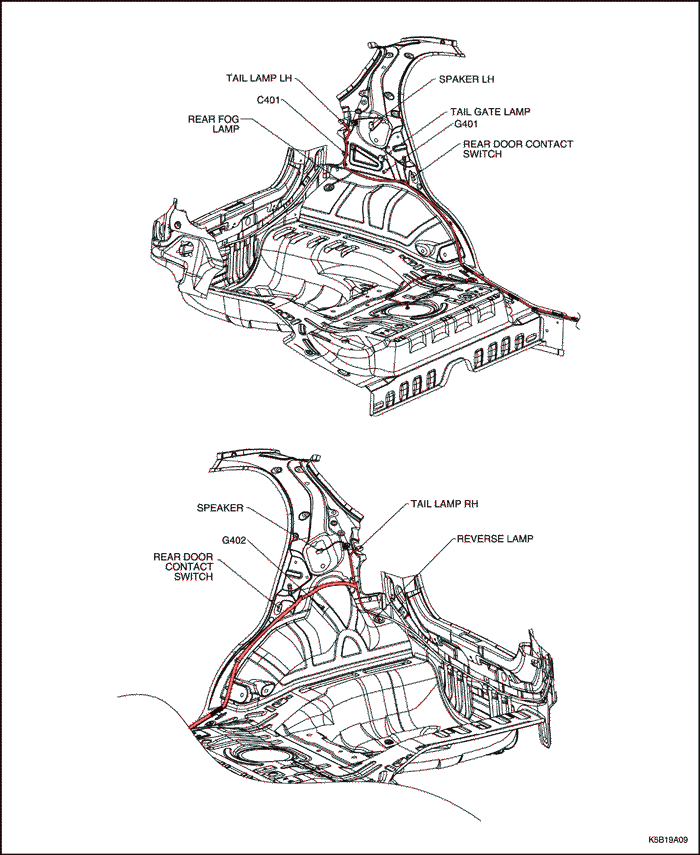 TAIL LAMP LH
SPAKER LH
C401
TAIL GATE LAMP
REAR FOG
LAMP
G401
REAR DOOR CONTACT
SWITCH
SPEAKER
TAIL LAMP RH
G402
REVERSE LAMP
REAR DOOR
CONTACT
SWITCH
K5B19A09